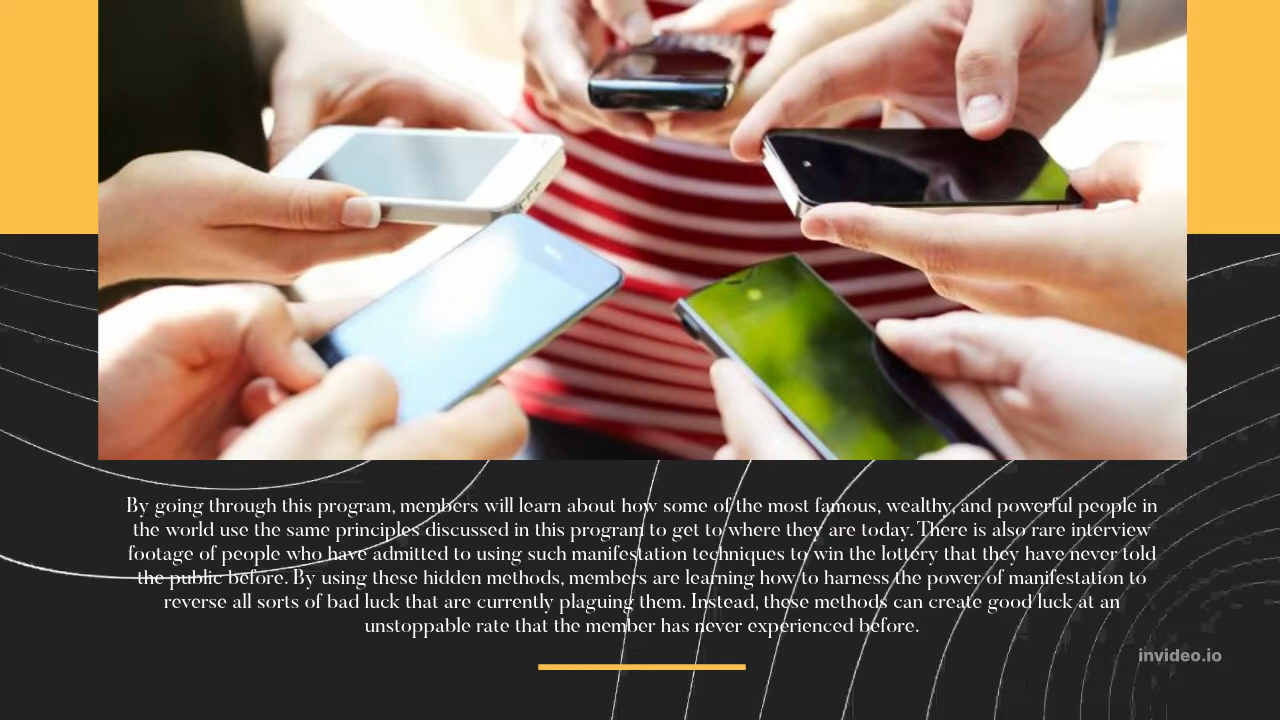 By going through this program, members will learn about how some of the most famous, wealthy, and powerful people in
the world use the same principles discussed in this program to get to where they are today. There is also rare interview
footage of people who have admitted to using such manifestation techniques to win the lottery that they have never told
the public before. By using these hidden methods, members are learning how to harness the power of manifestation to
reverse all sorts of bad luck that are currently plaguing them. Instead, these methods can create good luck at an
unstoppable rate that the member has never experienced before.
invideo.io